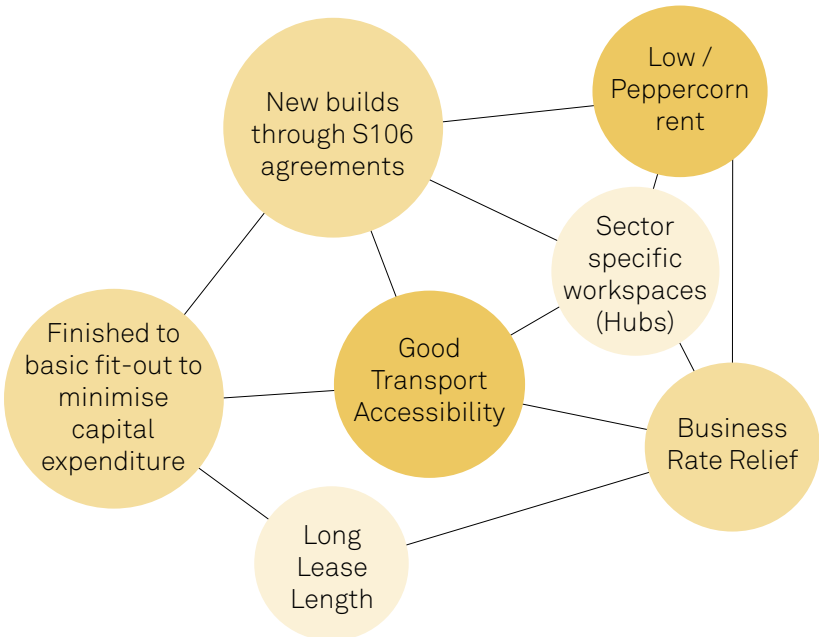 New builds
through S106
agreements
Low /
Peppercorn
rent
Sector
specific
workspaces
(Hubs)
Finished to
basic fit-out to
minimise
capital
expenditure
Good
Transport
Accessibility
Business
Rate Relief
Long
Lease
Length